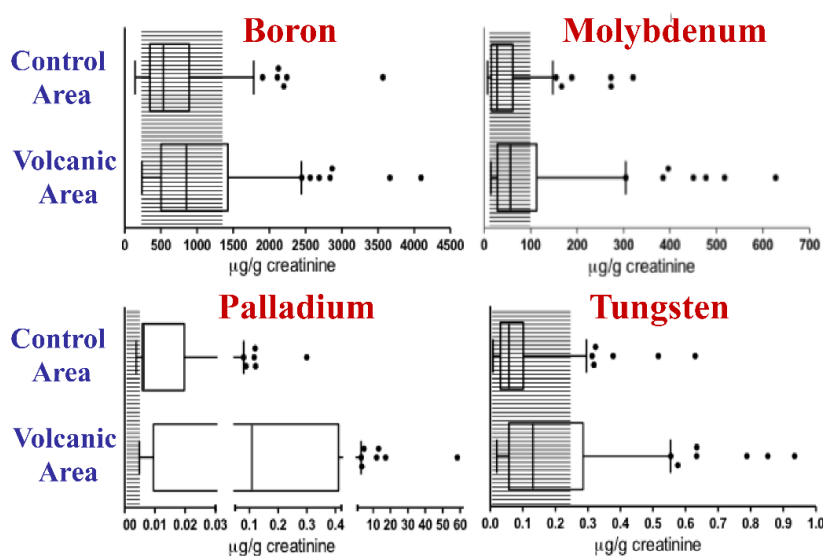 Boron
Molybdenum
Control
Area
Volcanic
Area
0 500 1000 1500 2000 2500 3000 3500 4000 4500
µg/g creatinine
0 100 200 300 400 500 600 700
µg/g creatinine
Palladium
Tungsten
Control
Area
Volcanic
Area
00 0.01 0.02 0.03 0.1 0.2 0.3 0.4 10 20 30 40 50 60
µg/g creatinine
0.0 0.1 0.2 0.3 0.4 0.5 0.6 0.7 0.8 0.9 1.0
µg/g creatinine